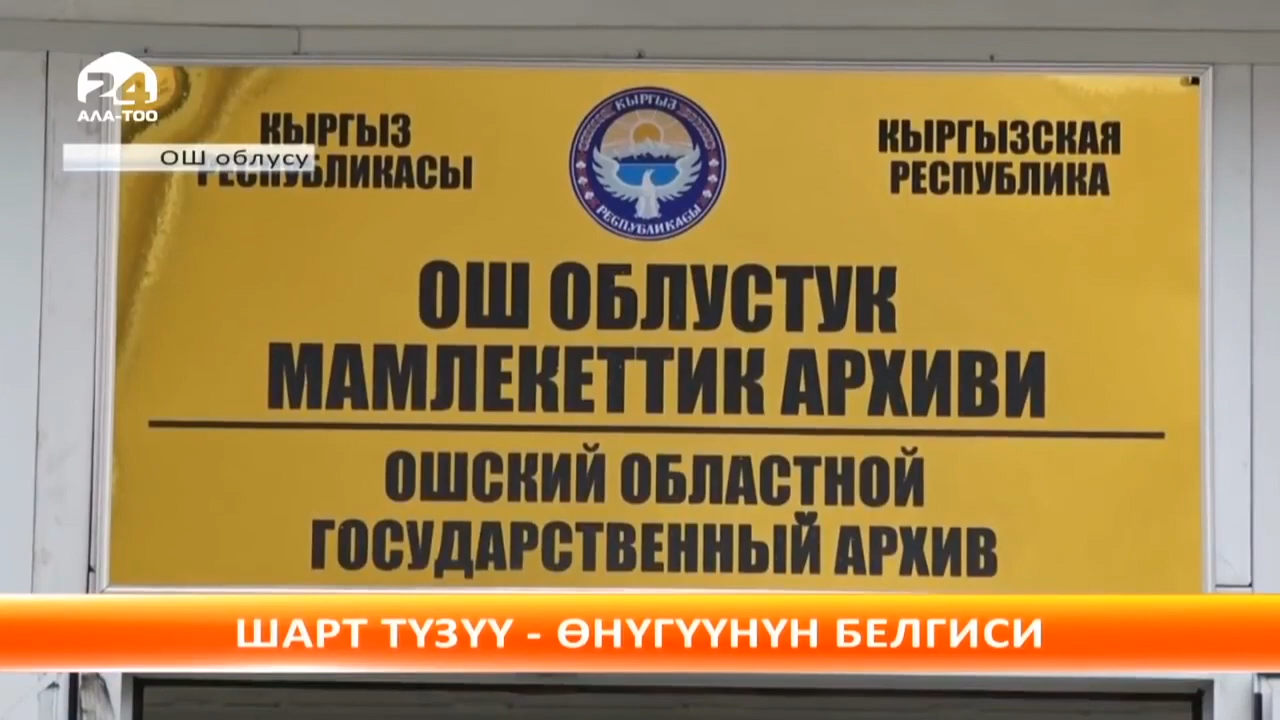 24
АЛА-ТОО
ОШ облусу
КЫРГЫЗ
РЕСПУБЛИКАСЫ
КЫРГЫЗ
РЕСПУБЛИКАСЫ
КЫРГЫЗСКАЯ
РЕСПУБЛИКА
ОШ ОБЛУСТУК
МАМЛЕКЕТТИК АРХИВИ
ОШСКИЙ ОБЛАСТНОЙ
ГОСУДАРСТВЕННЫЙ АРХИВ
ШАРТ ТҮЗҮҮ - ӨНҮГҮҮНҮН БЕЛГИСИ